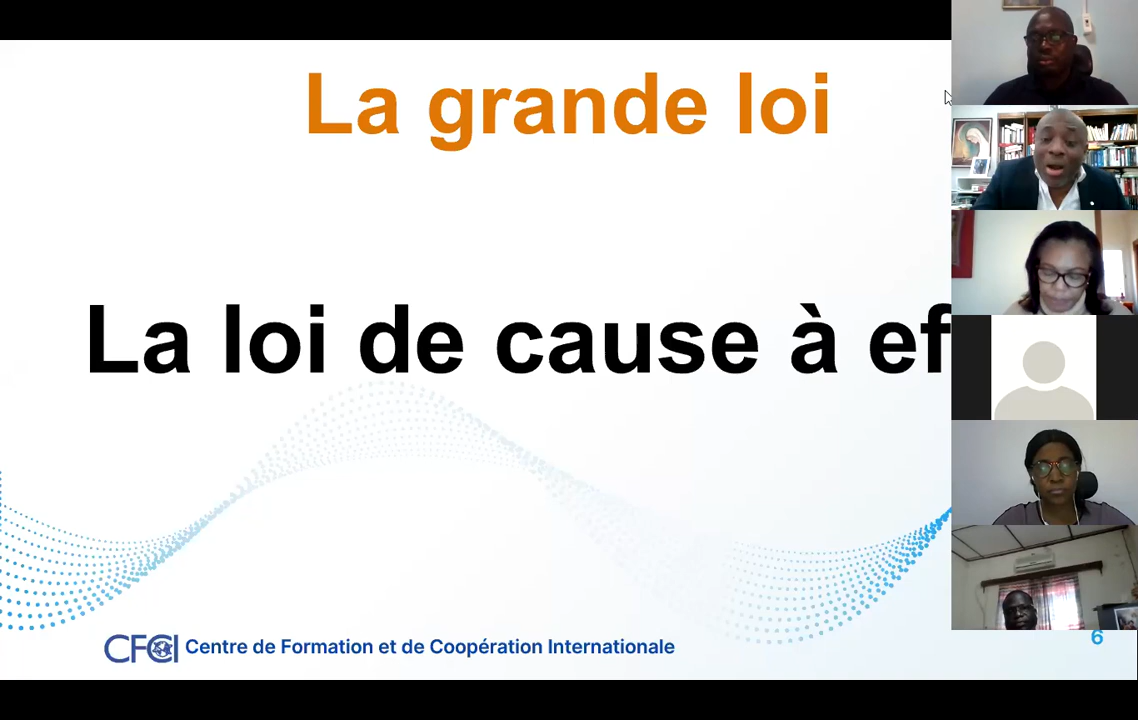 La grande loi
La loi de cause à ef
CFCI Centre de Formation et de Coopération Internationale
6